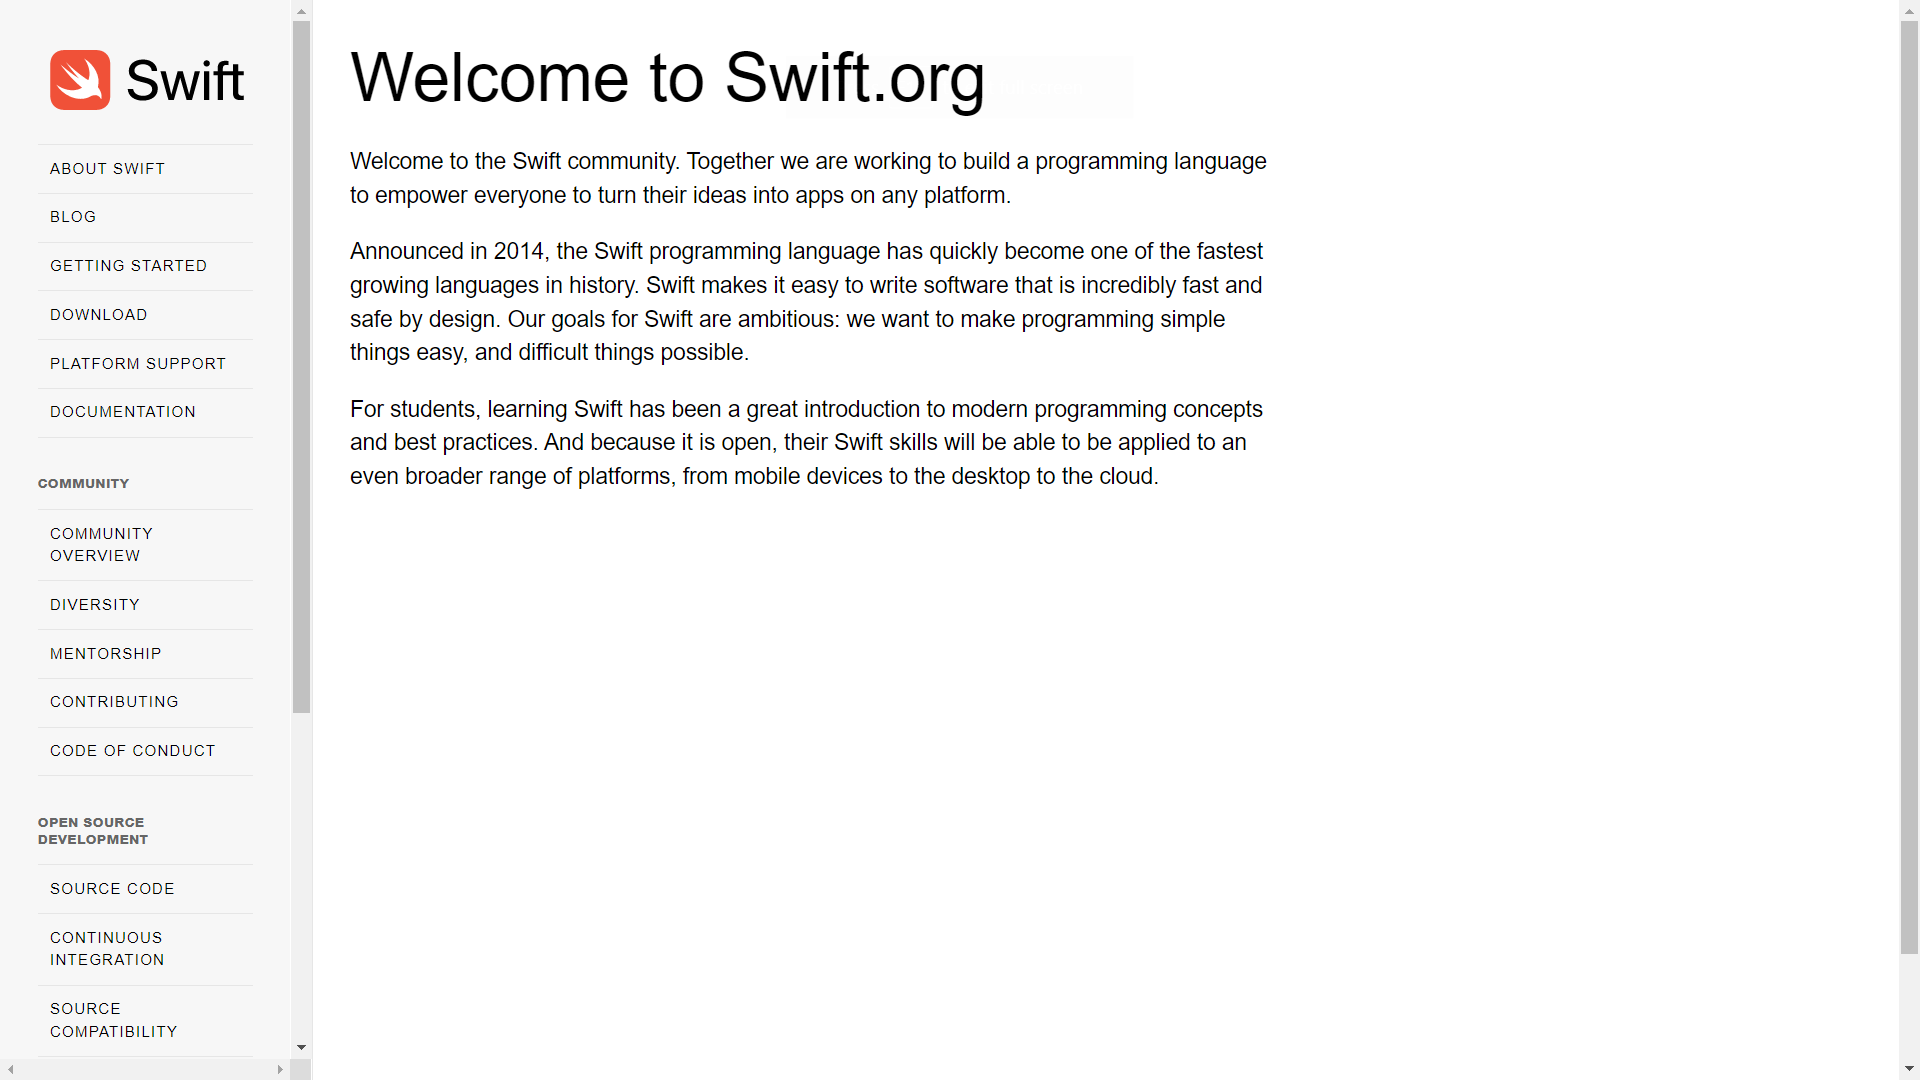 Swift
ABOUT SWIFT
BLOG
GETTING STARTED
DOWNLOAD
PLATFORM SUPPORT
DOCUMENTATION
COMMUNITY
COMMUNITY
OVERVIEW
DIVERSITY
MENTORSHIP
CONTRIBUTING
CODE OF CONDUCT
OPEN SOURCE
DEVELOPMENT
SOURCE CODE
CONTINUOUS
INTEGRATION
SOURCE
COMPATIBILITY
Welcome to Swift.org
Welcome to the Swift community. Together we are working to build a programming language
to empower everyone to turn their ideas into apps on any platform.
Announced in 2014, the Swift programming language has quickly become one of the fastest
growing languages in history. Swift makes it easy to write software that is incredibly fast and
safe by design. Our goals for Swift are ambitious: we want to make programming simple
things easy, and difficult things possible.
For students, learning Swift has been a great introduction to modern programming concepts
and best practices. And because it is open, their Swift skills will be able to be applied to an
even broader range of platforms, from mobile devices to the desktop to the cloud.